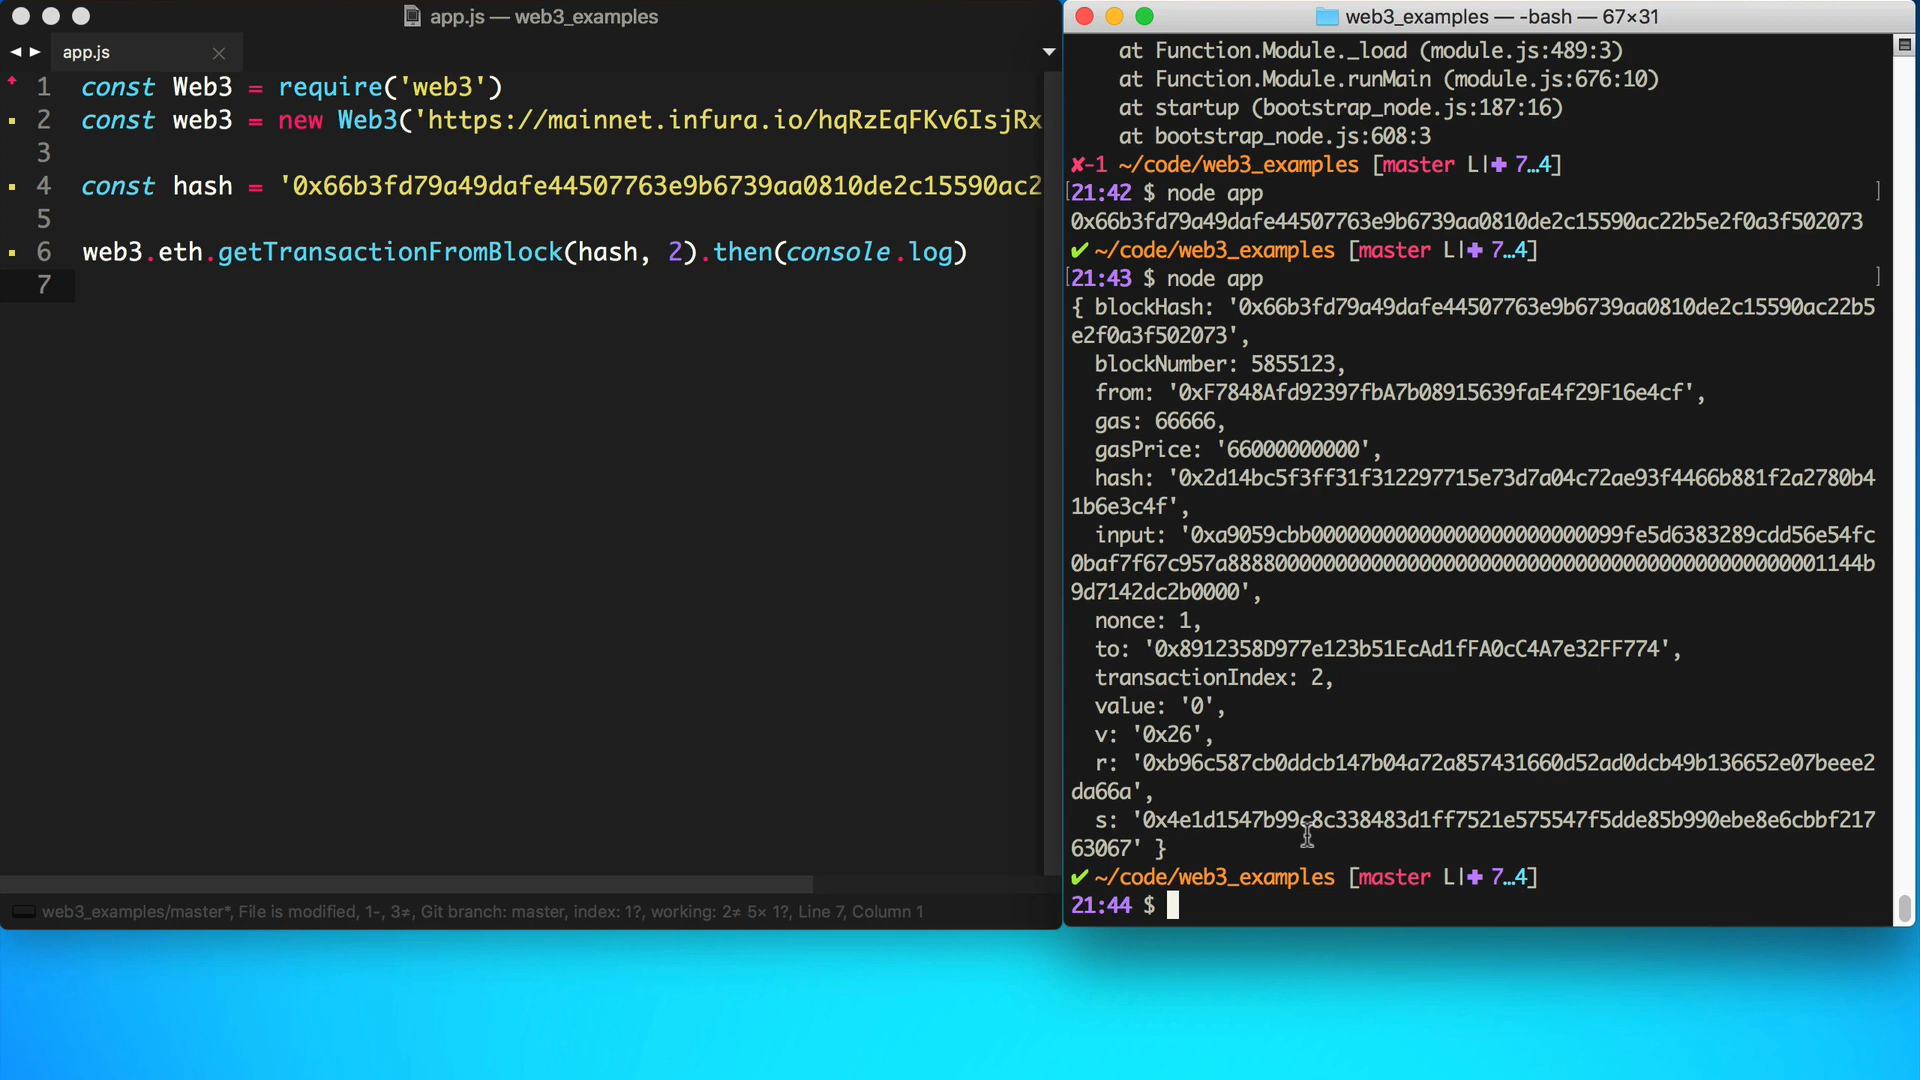 app.js — web3_examples
app.js
1 const Web3 = require('web3')
2 const web3 = new Web3('https://mainnet.infura.io/hqRzEqFKv6IsjRx
3
4 const hash = '0x66b3fd79a49dafe44507763e9b6739aa0810de2c15590ac2
5
6 web3.eth.getTransactionFromBlock(hash, 2).then(console.log)
7
web3_examples/master*, File is modified, 1-, 3≠, Git branch: master, index: 1?, working: 2≠ 5× 1?, Line 7, Column 1
web3_examples — -bash — 67×31
at Function.Module._load (module.js:489:3)
at Function.Module.runMain (module.js:676:10)
at startup (bootstrap_node.js:187:16)
at bootstrap_node.js:608:3
✘-1 ~/code/web3_examples [master L|✚ 7…4]
[21:42 $ node app ]
0x66b3fd79a49dafe44507763e9b6739aa0810de2c15590ac22b5e2f0a3f502073
✔ ~/code/web3_examples [master L|✚ 7…4]
[21:43 $ node app ]
{ blockHash: '0x66b3fd79a49dafe44507763e9b6739aa0810de2c15590ac22b5
e2f0a3f502073',
blockNumber: 5855123,
from: '0xF7848Afd92397fbA7b08915639faE4f29F16e4cf',
gas: 66666,
gasPrice: '66000000000',
hash: '0x2d14bc5f3ff31f312297715e73d7a04c72ae93f4466b881f2a2780b4
1b6e3c4f',
input: '0xa9059cbb00000000000000000000000099fe5d6383289cdd56e54fc
0baf7f67c957a8888000000000000000000000000000000000000000000001144b
9d7142dc2b0000',
nonce: 1,
to: '0x8912358D977e123b51EcAd1fFA0cC4A7e32FF774',
transactionIndex: 2,
value: '0',
v: '0x26',
r: '0xb96c587cb0ddcb147b04a72a857431660d52ad0dcb49b136652e07beee2
da66a',
s: '0x4e1d1547b99c8c338483d1ff7521e575547f5dde85b990ebe8e6cbbf217
63067' }
✔ ~/code/web3_examples [master L|✚ 7…4]
21:44 $